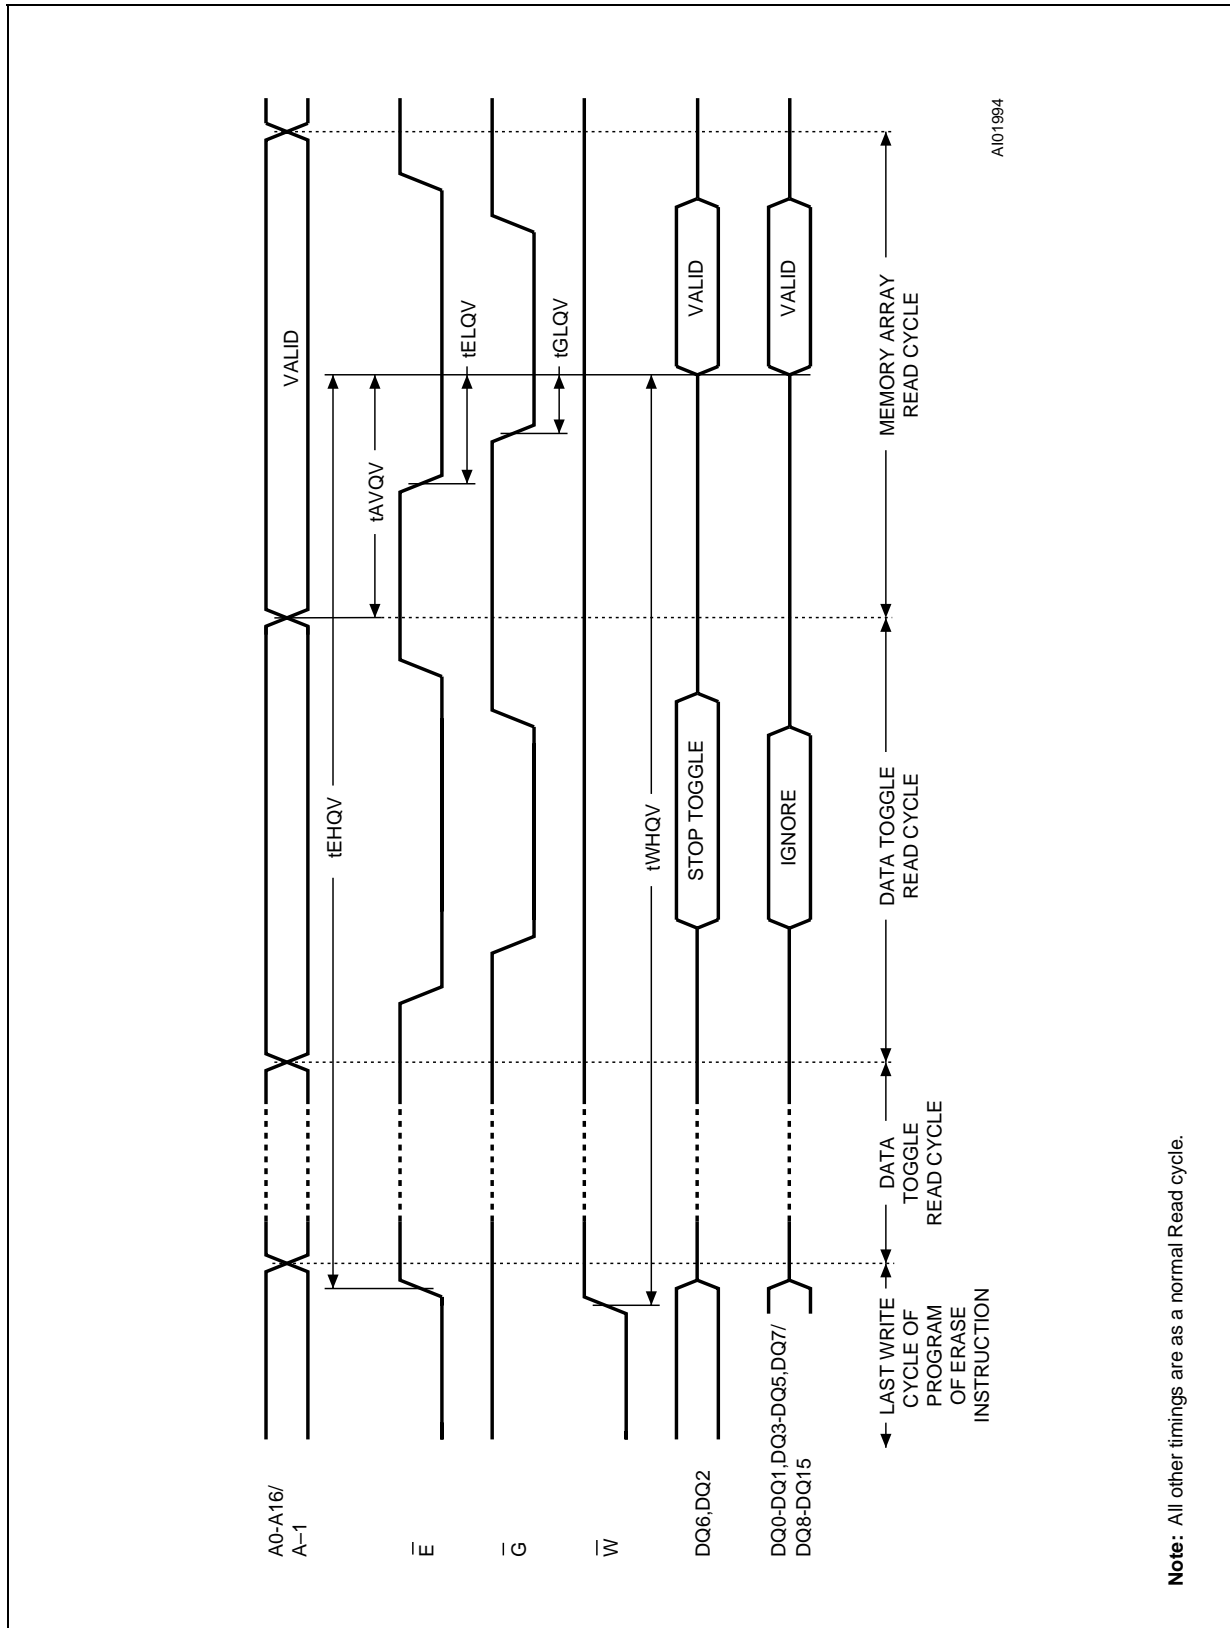 A0-A16/
A–1
VALID
tEHQV
tAVQV
E
tELQV
G
tGLQV
W
tWHQV
DQ6,DQ2
STOP TOGGLE
VALID
DQ0-DQ1,DQ3-DQ5,DQ7/
DQ8-DQ15
IGNORE
VALID
LAST WRITE
CYCLE OF
PROGRAM
OF ERASE
INSTRUCTION
DATA
TOGGLE
READ CYCLE
DATA TOGGLE
READ CYCLE
MEMORY ARRAY
READ CYCLE
AI01994
Note: All other timings are as a normal Read cycle.